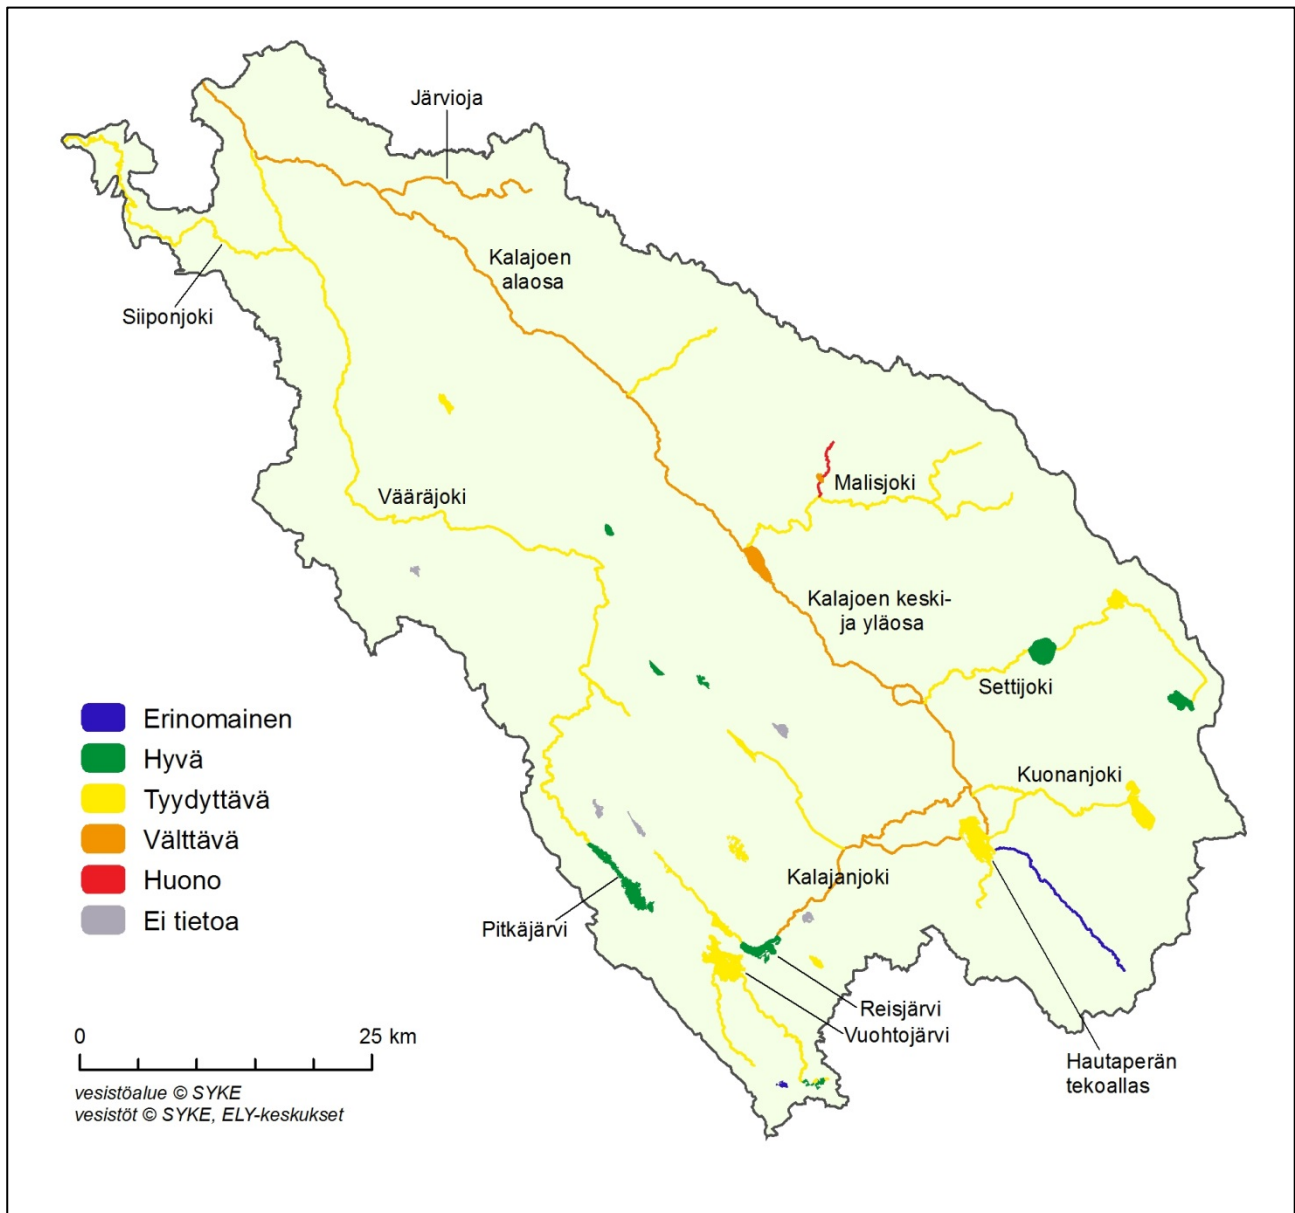 Järvioja
Kalajoen
alaosa
Siiponjoki
Vääräjoki
Malisjoki
Kalajoen keski-
ja yläosa
Settijoki
Kuonanjoki
Kalajanjoki
Pitkäjärvi
Reisjärvi
Vuohtojärvi
Hautaperän
tekoallas
Erinomainen
Hyvä
Tyydyttävä
Välttävä
Huono
Ei tietoa
0 25 km
vesistöalue © SYKE
vesistöt © SYKE, ELY-keskukset